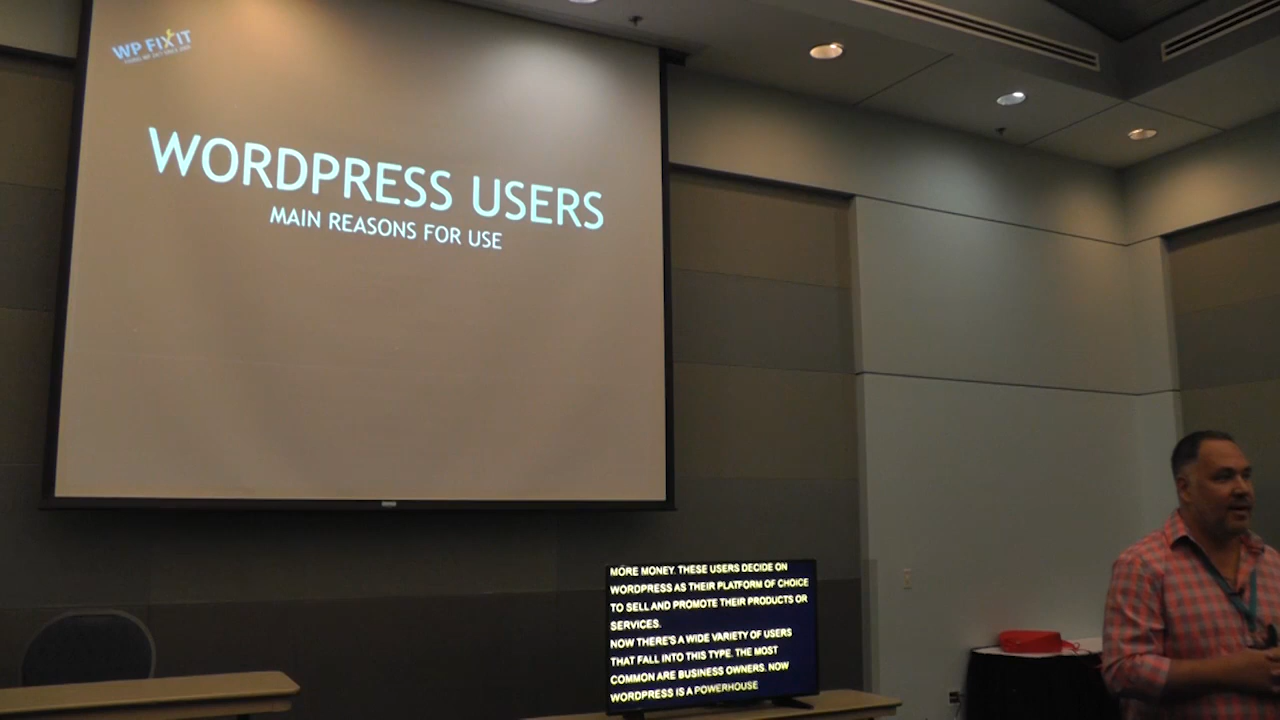 WP FIX IT
WORDPRESS USERS
MAIN REASONS FOR USE
MORE MONEY. THESE USERS DECIDE ON
WORDPRESS AS THEIR PLATFORM OF CHOICE
TO SELL AND PROMOTE THEIR PRODUCTS OR
SERVICES.
NOW THERE'S A WIDE VARIETY OF USERS
THAT FALL INTO THIS TYPE. THE MOST
COMMON ARE BUSINESS OWNERS. NOW
WORDPRESS IS A POWERHOUSE